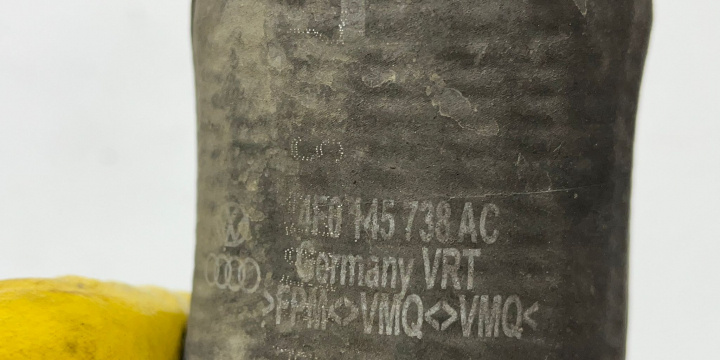 4F0 145 738 AC
Germany VRT
>FPM<>VMQ<>VMQ<